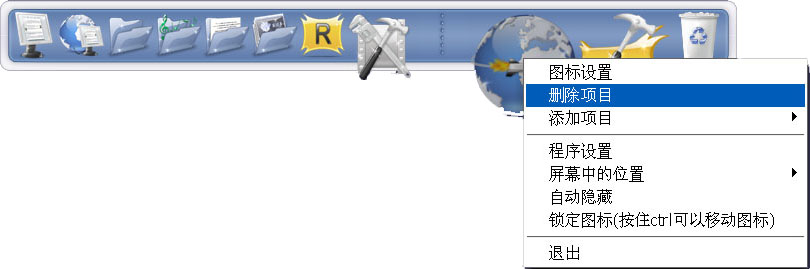 R
图标设置
删除项目
添加项目
程序设置
屏幕中的位置
自动隐藏
锁定图标(按住ctrl可以移动图标)
退出